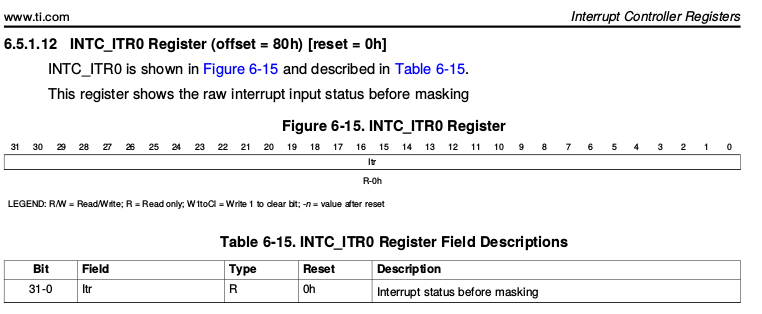 www.ti.com Interrupt Controller Registers
6.5.1.12 INTC_ITR0 Register (offset = 80h) [reset = 0h]
INTC_ITR0 is shown in Figure 6-15 and described in Table 6-15.
This register shows the raw interrupt input status before masking
Figure 6-15. INTC_ITR0 Register
31 30 29 28 27 26 25 24 23 22 21 20 19 18 17 16 15 14 13 12 11 10 9 8 7 6 5 4 3 2 1 0
Itr
R-0h
LEGEND: R/W = Read/Write; R = Read only; W1toCl = Write 1 to clear bit; -n = value after reset
Table 6-15. INTC_ITR0 Register Field Descriptions
Bit Field Type Reset Description
31-0 Itr R 0h Interrupt status before masking